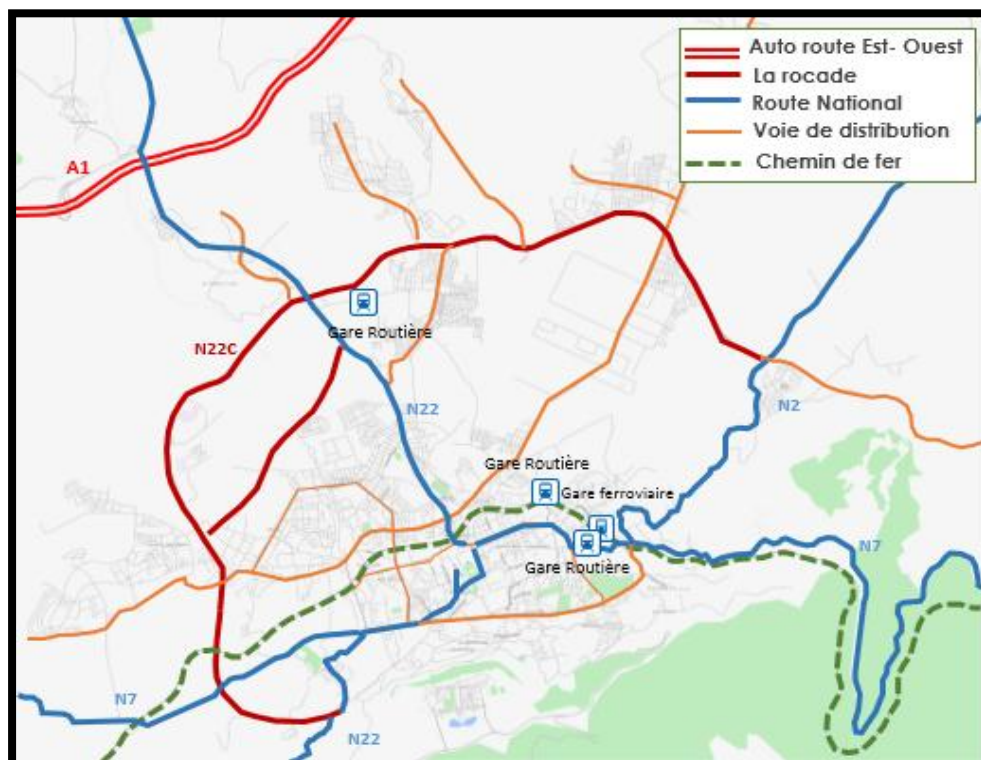 Auto route Est- Ouest
La rocade
Route National
Voie de distribution
Chemin de fer
A1
Gare Routière
N22C
N22
N2
Gare Routière
Gare ferroviaire
N7
Gare Routière
N7
N22